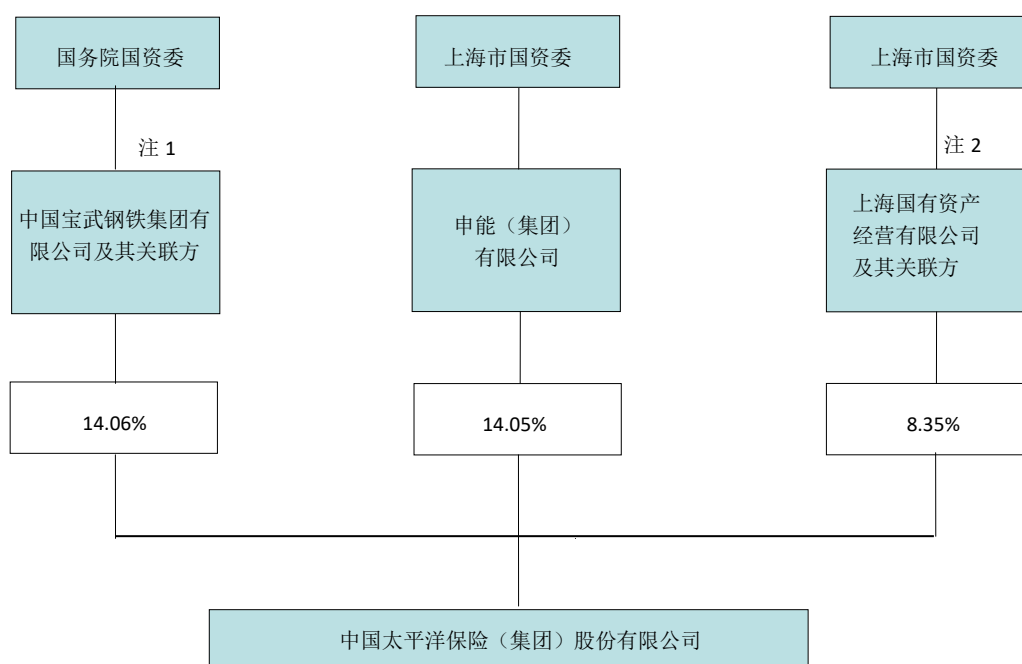 国务院国资委
上海市国资委
上海市国资委
注 1
注 2
中国宝武钢铁集团有
限公司及其关联方
申能（集团）
有限公司
上海国有资产
经营有限公司
及其关联方
14.06%
14.05%
8.35%
中国太平洋保险（集团）股份有限公司